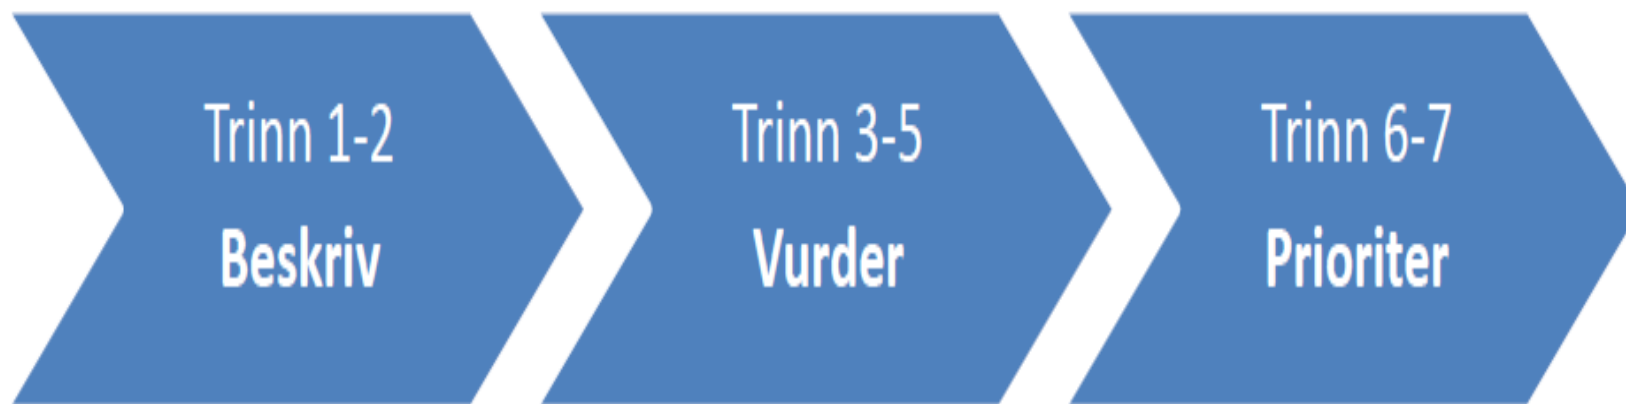 Trinn 1-2
Beskriv
Trinn 3-5
Vurder
Trinn 6-7
Prioriter